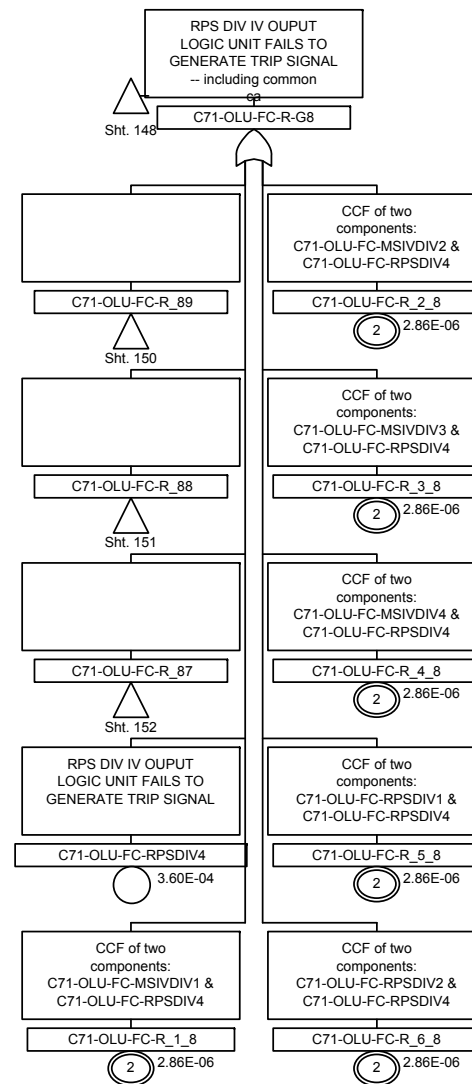 RPS DIV IV OUPUT
LOGIC UNIT FAILS TO
GENERATE TRIP SIGNAL
-- including common
ca
Sht. 148
C71-OLU-FC-R-G8
C71-OLU-FC-R_89
Sht. 150
CCF of two
components:
C71-OLU-FC-MSIVDIV2 &
C71-OLU-FC-RPSDIV4
C71-OLU-FC-R_2_8
2
2.86E-06
C71-OLU-FC-R_88
Sht. 151
CCF of two
components:
C71-OLU-FC-MSIVDIV3 &
C71-OLU-FC-RPSDIV4
C71-OLU-FC-R_3_8
2
2.86E-06
C71-OLU-FC-R_87
Sht. 152
CCF of two
components:
C71-OLU-FC-MSIVDIV4 &
C71-OLU-FC-RPSDIV4
C71-OLU-FC-R_4_8
2
2.86E-06
RPS DIV IV OUPUT
LOGIC UNIT FAILS TO
GENERATE TRIP SIGNAL
C71-OLU-FC-RPSDIV4
3.60E-04
CCF of two
components:
C71-OLU-FC-RPSDIV1 &
C71-OLU-FC-RPSDIV4
C71-OLU-FC-R_5_8
2
2.86E-06
CCF of two
components:
C71-OLU-FC-MSIVDIV1 &
C71-OLU-FC-RPSDIV4
C71-OLU-FC-R_1_8
2
2.86E-06
CCF of two
components:
C71-OLU-FC-RPSDIV2 &
C71-OLU-FC-RPSDIV4
C71-OLU-FC-R_6_8
2
2.86E-06